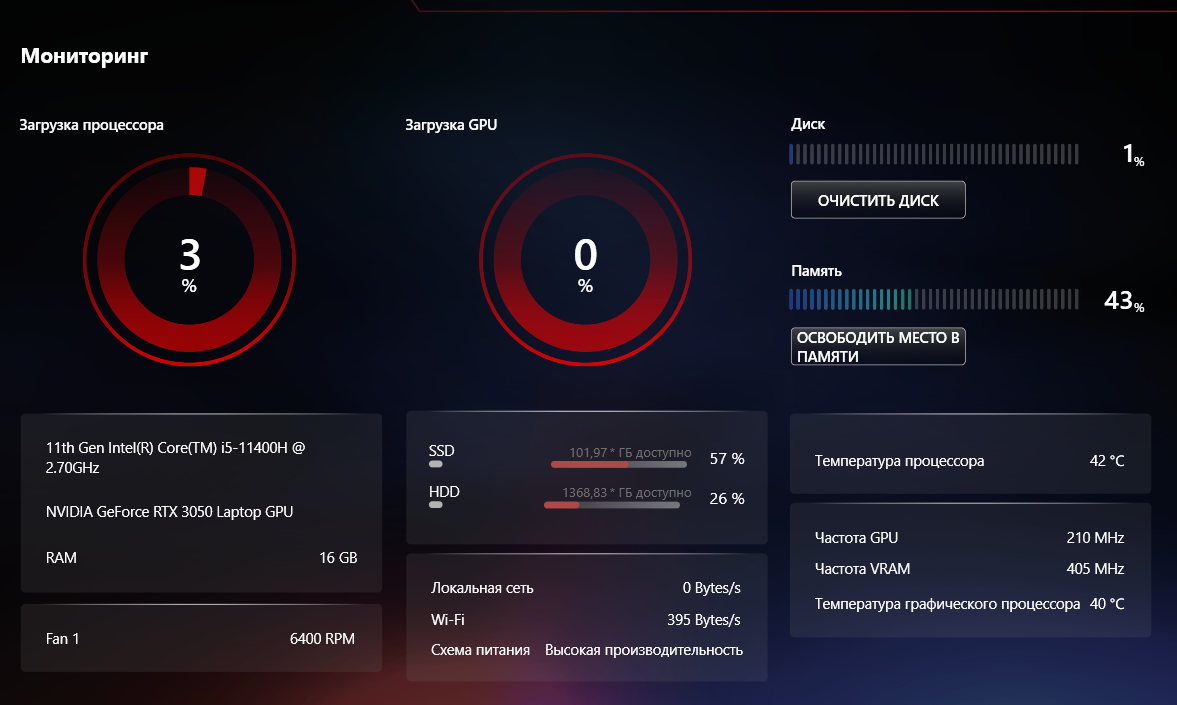 Мониторинг
Загрузка процессора
3
%
Загрузка GPU
0
%
Диск
1%
ОЧИСТИТЬ ДИСК
Память
43%
ОСВОБОДИТЬ МЕСТО В
ПАМЯТИ
11th Gen Intel(R) Core(TM) i5-11400H @
2.70GHz
NVIDIA GeForce RTX 3050 Laptop GPU
RAM 16 GB
Fan 1 6400 RPM
SSD 101,97 * ГБ доступно 57 %
HDD 1368,83 * ГБ доступно 26 %
Локальная сеть 0 Bytes/s
Wi-Fi 395 Bytes/s
Схема питания Высокая производительность
Температура процессора 42 °C
Частота GPU 210 MHz
Частота VRAM 405 MHz
Температура графического процессора 40 °C